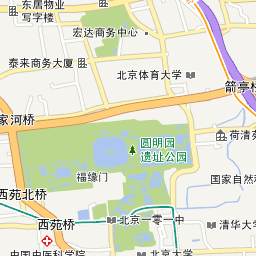 东居物业
写字楼
宏达商务中心
泰来商务大厦
北京体育大学
箭亭桥
家河桥
圆明园
遗址公园
荷清苑
福缘门
国家自然
西苑北桥
北京一零一中
清华大学
西苑桥
中国中医科学院
北京大学